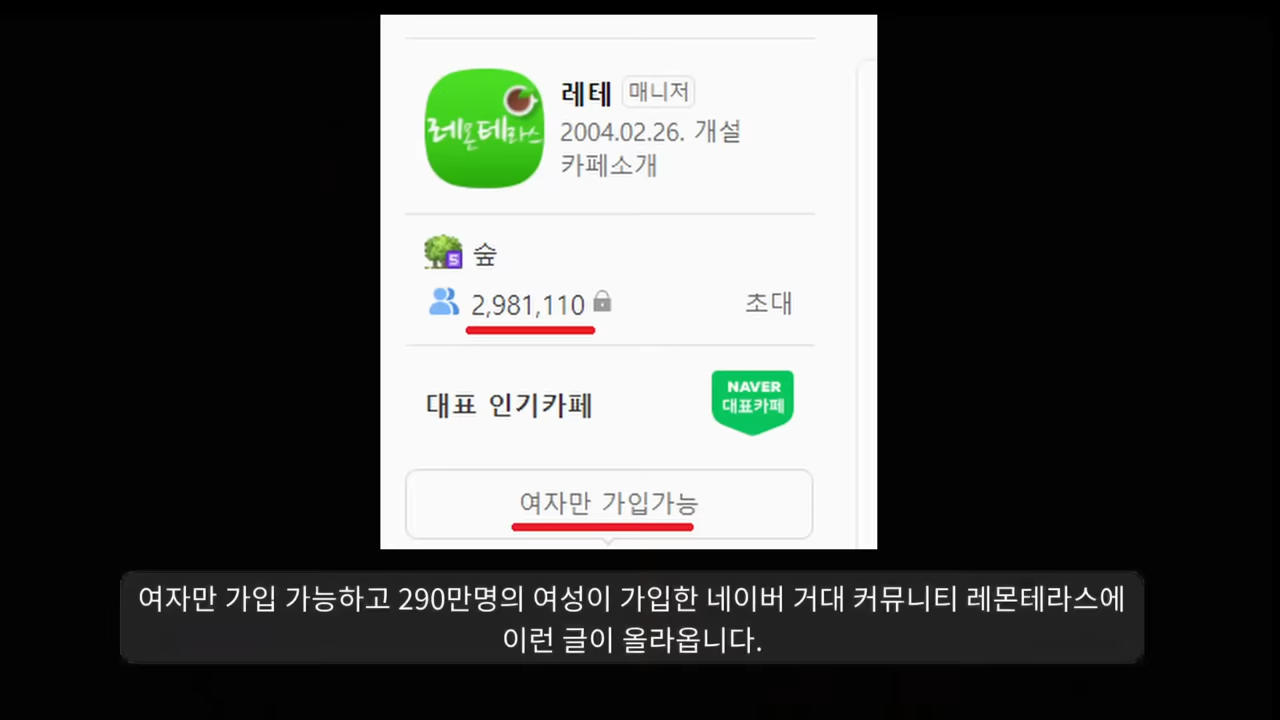 레몬테라스
레테 매니저
2004.02.26. 개설
카페소개
S 숲
2,981,110 초대
대표 인기카페
NAVER
대표카페
여자만 가입가능
여자만 가입 가능하고 290만명의 여성이 가입한 네이버 거대 커뮤니티 레몬테라스에
이런 글이 올라옵니다.